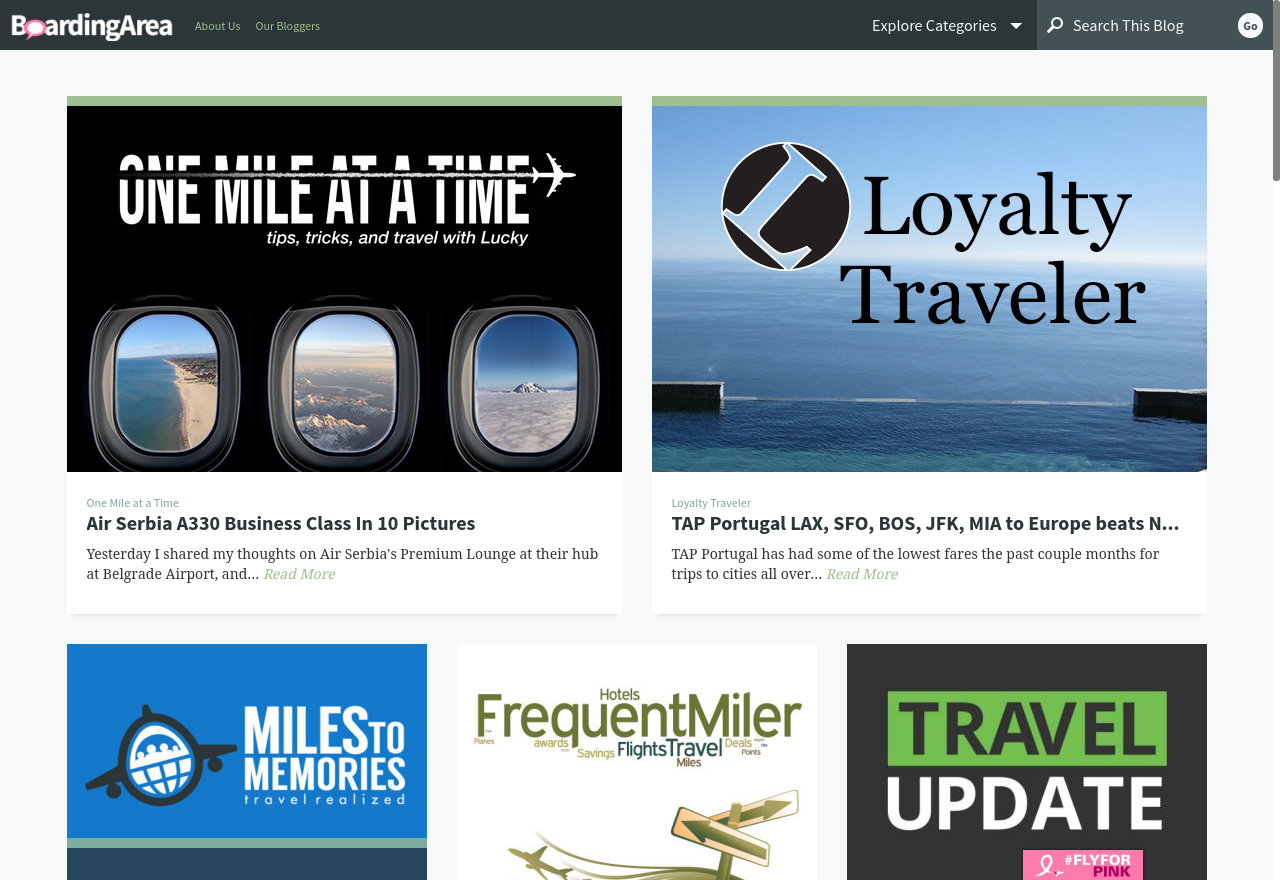 BoardingArea
About Us
Our Bloggers
Explore Categories
Search This Blog
Go
ONE MILE AT A TIME
tips, tricks, and travel with Lucky
Loyalty
Traveler
One Mile at a Time
Air Serbia A330 Business Class In 10 Pictures
Yesterday I shared my thoughts on Air Serbia's Premium Lounge at their hub
at Belgrade Airport, and... Read More
Loyalty Traveler
TAP Portugal LAX, SFO, BOS, JFK, MIA to Europe beats N...
TAP Portugal has had some of the lowest fares the past couple months for
trips to cities all over... Read More
MILES TO
MEMORIES
travel realized
Hotels
FrequentMiler
Planes
awards
Savings
Flights
Travel
Deals
Points
Miles
TRAVEL
UPDATE
#FLYFOR
PINK